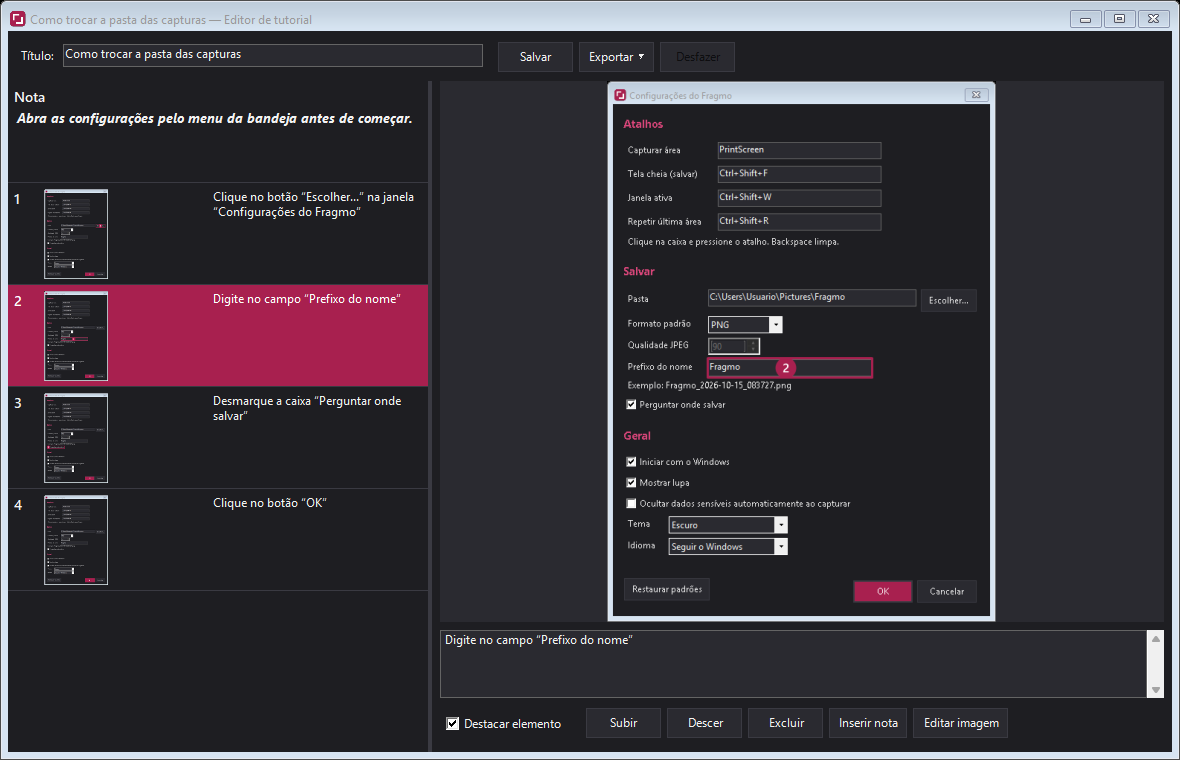 Como trocar a pasta das capturas — Editor de tutorial
Título: Como trocar a pasta das capturas Salvar Exportar Desfazer
Nota
Abra as configurações pelo menu da bandeja antes de começar.
1 Clique no botão “Escolher...” na janela
“Configurações do Fragmo”
2 Digite no campo “Prefixo do nome”
3 Desmarque a caixa “Perguntar onde
salvar”
4 Clique no botão “OK”
Configurações do Fragmo
Atalhos
Capturar área PrintScreen
Tela cheia (salvar) Ctrl+Shift+F
Janela ativa Ctrl+Shift+W
Repetir última área Ctrl+Shift+R
Clique na caixa e pressione o atalho. Backspace limpa.
Salvar
Pasta C:\Users\Usuario\Pictures\Fragmo Escolher...
Formato padrão PNG
Qualidade JPEG 90
Prefixo do nome Fragmo 2
Exemplo: Fragmo_2026-10-15_083727.png
Perguntar onde salvar
Geral
Iniciar com o Windows
Mostrar lupa
Ocultar dados sensíveis automaticamente ao capturar
Tema Escuro
Idioma Seguir o Windows
Restaurar padrões OK Cancelar
Digite no campo “Prefixo do nome”
Destacar elemento Subir Descer Excluir Inserir nota Editar imagem